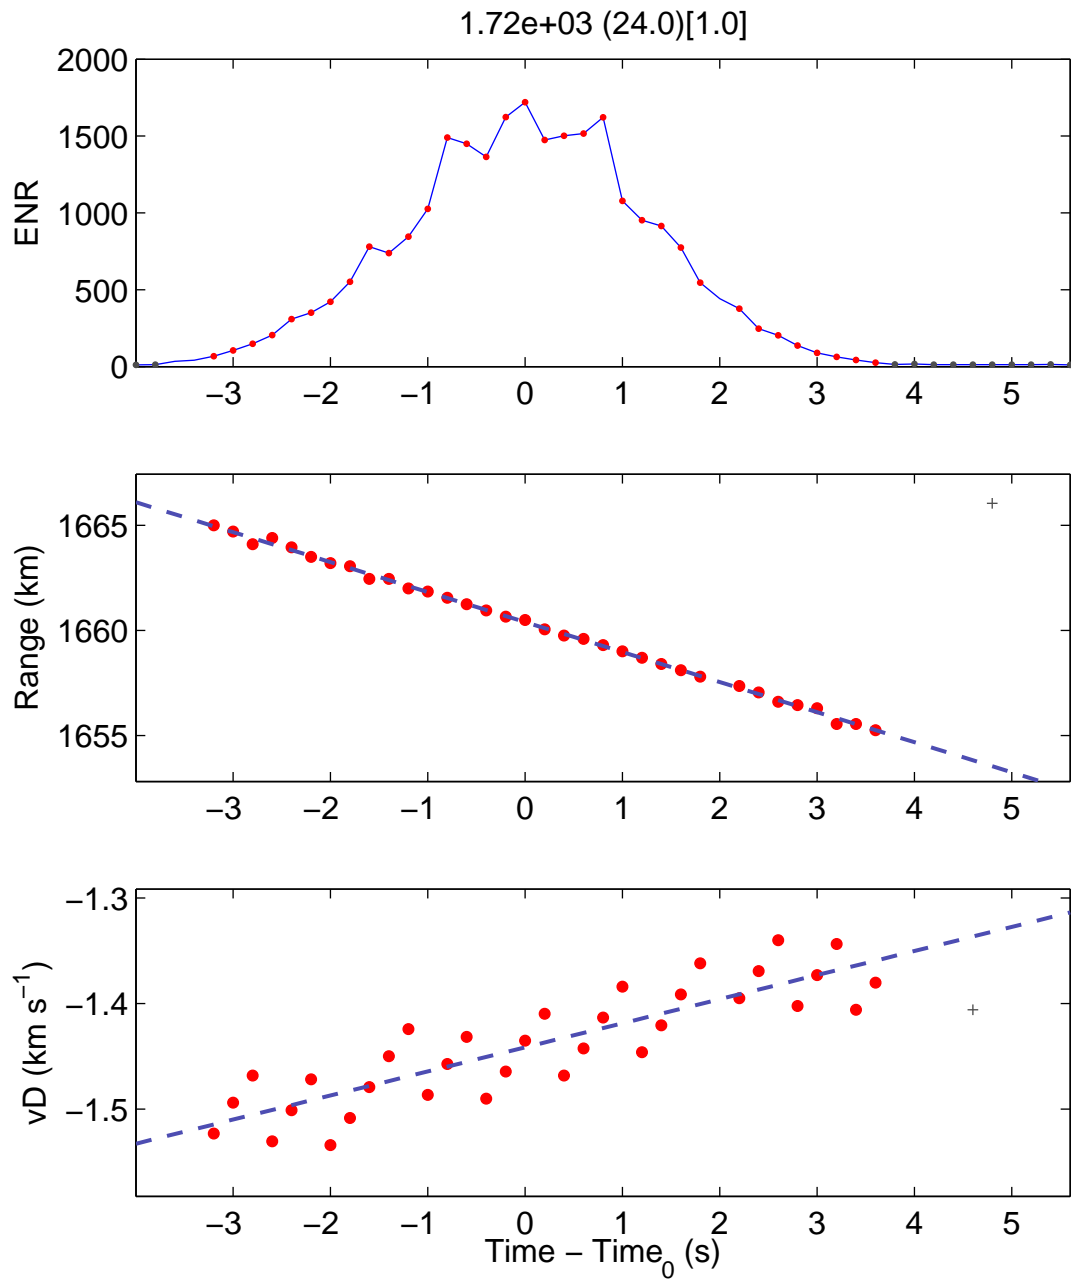 1.72e+03 (24.0)[1.0]
2000
1500
1000
500
0
ENR
−3 −2 −1 0 1 2 3 4 5
1665
1660
1655
Range (km)
−3 −2 −1 0 1 2 3 4 5
−1.3
−1.4
−1.5
vD (km s⁻¹)
−3 −2 −1 0 1 2 3 4 5
Time − Time₀ (s)